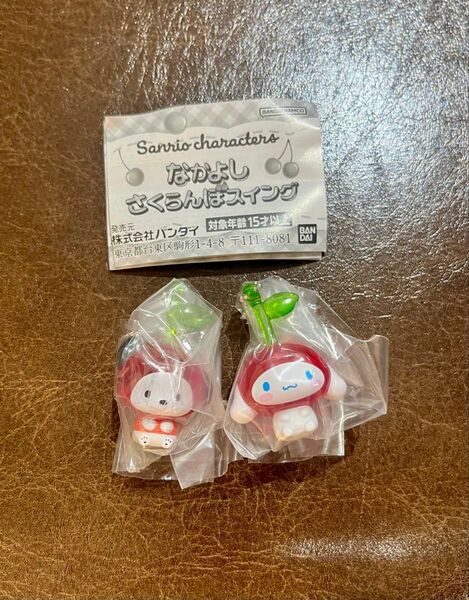 BANDAI NAMCO
Sanrio characters
なかよし
さくらんぼスイング
発売元
株式会社バンダイ
対象年齢15才以上
東京都台東区駒形1-4-8 〒111-8081
BAN
DAI